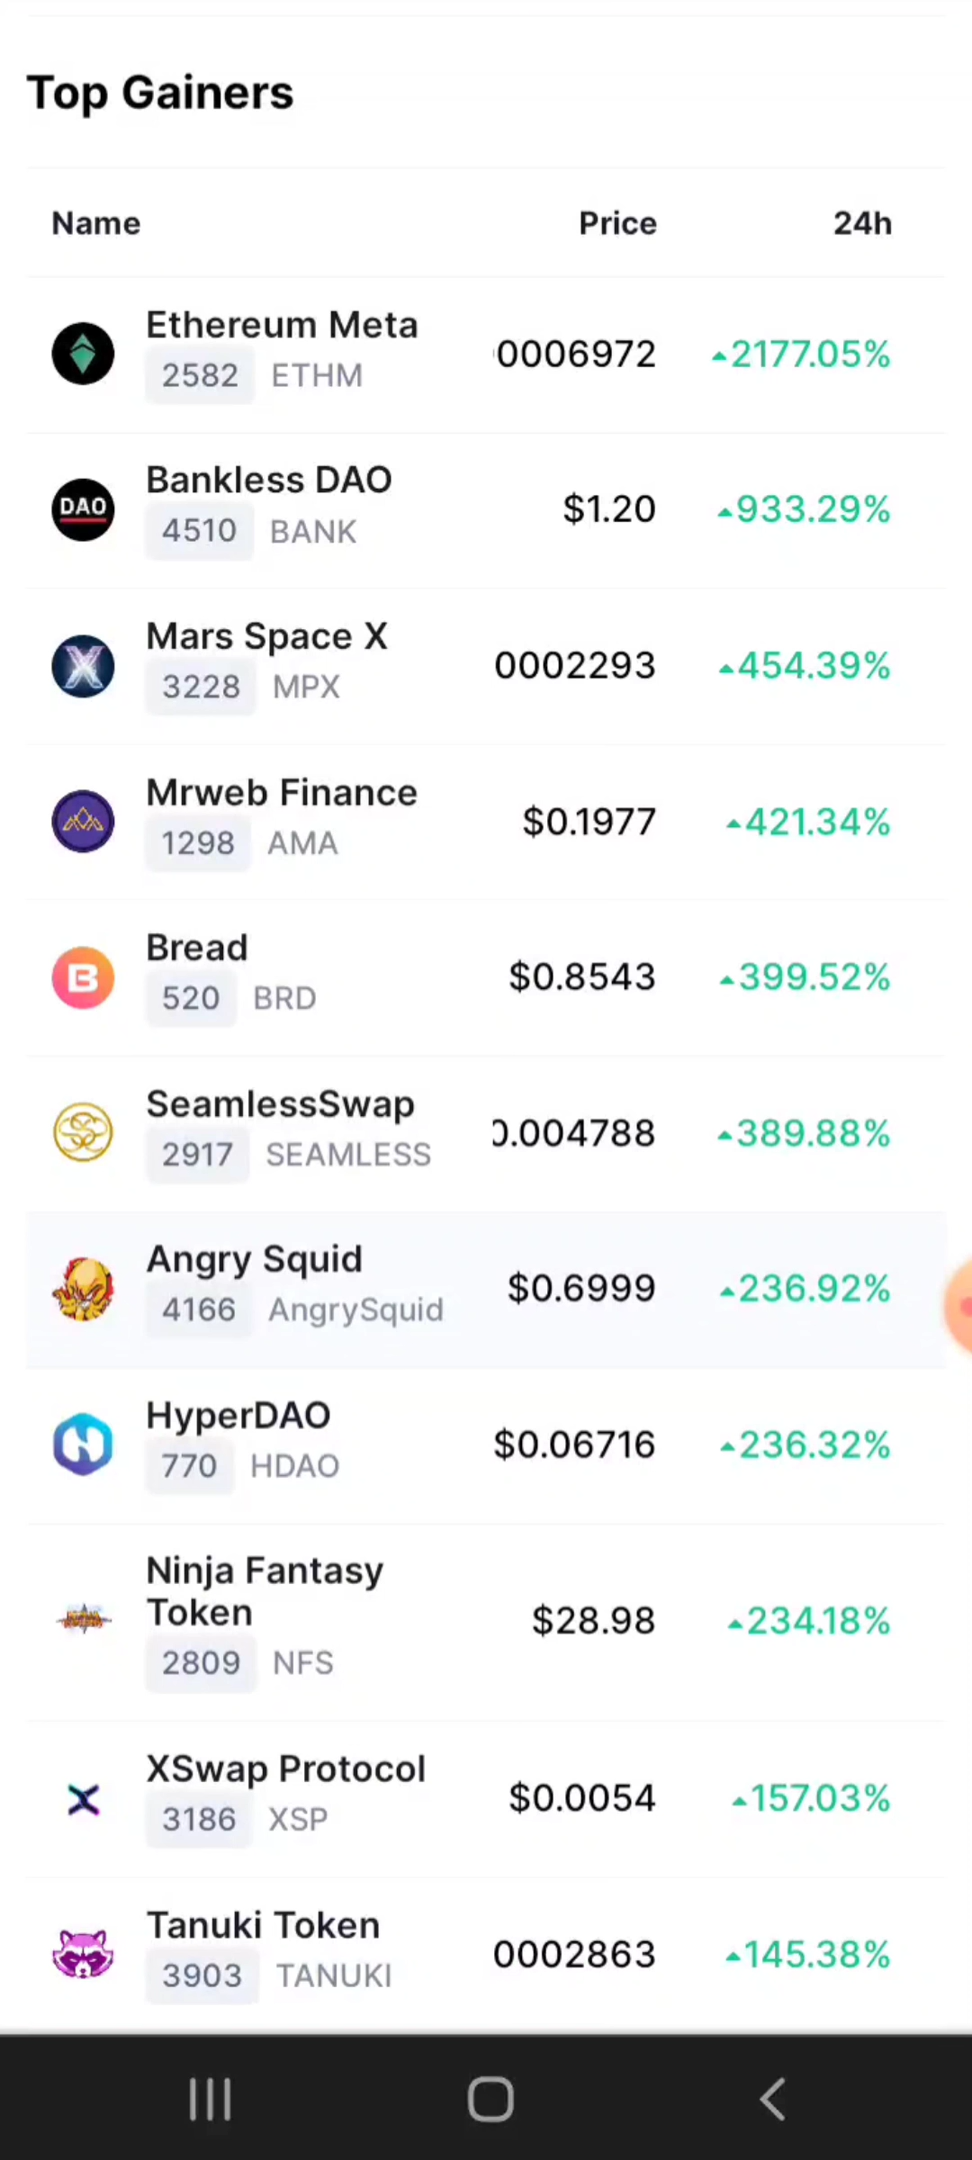 Top Gainers
Name Price 24h
Ethereum Meta
2582 ETHM 0006972 2177.05%
DAO Bankless DAO
4510 BANK $1.20 933.29%
Mars Space X
3228 MPX 0002293 454.39%
Mrweb Finance
1298 AMA $0.1977 421.34%
B Bread
520 BRD $0.8543 399.52%
SeamlessSwap
2917 SEAMLESS 0.004788 389.88%
Angry Squid
4166 AngrySquid $0.6999 236.92%
HyperDAO
770 HDAO $0.06716 236.32%
Ninja Fantasy
Token
2809 NFS $28.98 234.18%
XSwap Protocol
3186 XSP $0.0054 157.03%
Tanuki Token
3903 TANUKI 0002863 145.38%